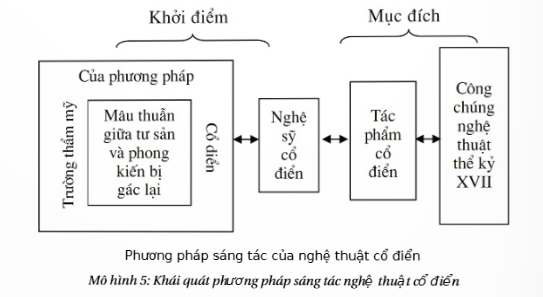 Khởi điểm
Mục đích
Của phương pháp
Trường thẩm mỹ
Mâu thuẫn
giữa tư sản
và phong
kiến bị
gác lại
Cổ điển
Nghệ
sỹ
cổ
điển
Tác
phẩm
cổ
điển
Công
chúng
nghệ
thuật
thế kỷ
XVII
Phương pháp sáng tác của nghệ thuật cổ điển
Mô hình 5: Khái quát phương pháp sáng tác nghệ thuật cổ điển